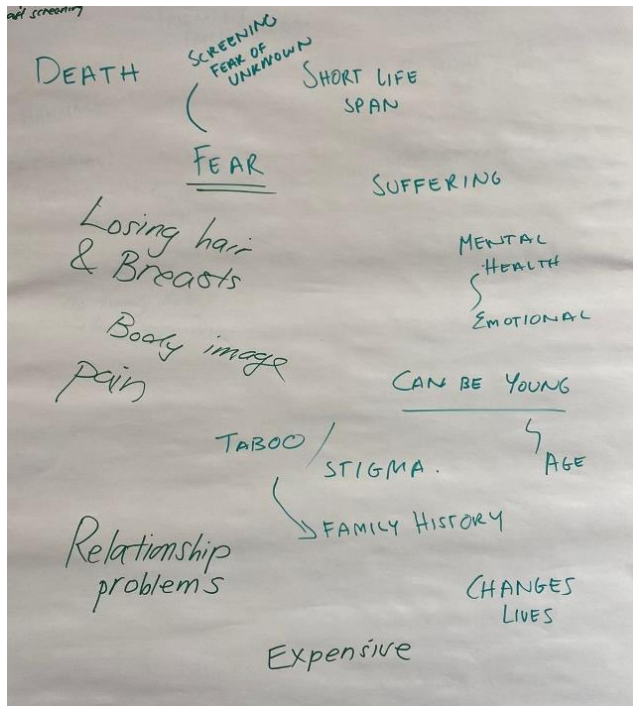 screening
DEATH
SCREENING
FEAR OF
UNKNOWN
SHORT LIFE
SPAN
FEAR
SUFFERING
Losing hair
& Breasts
MENTAL
HEALTH
EMOTIONAL
Body image
Pain
CAN BE YOUNG
AGE
TABOO /
STIGMA.
FAMILY HISTORY
Relationship
problems
CHANGES
LIVES
Expensive